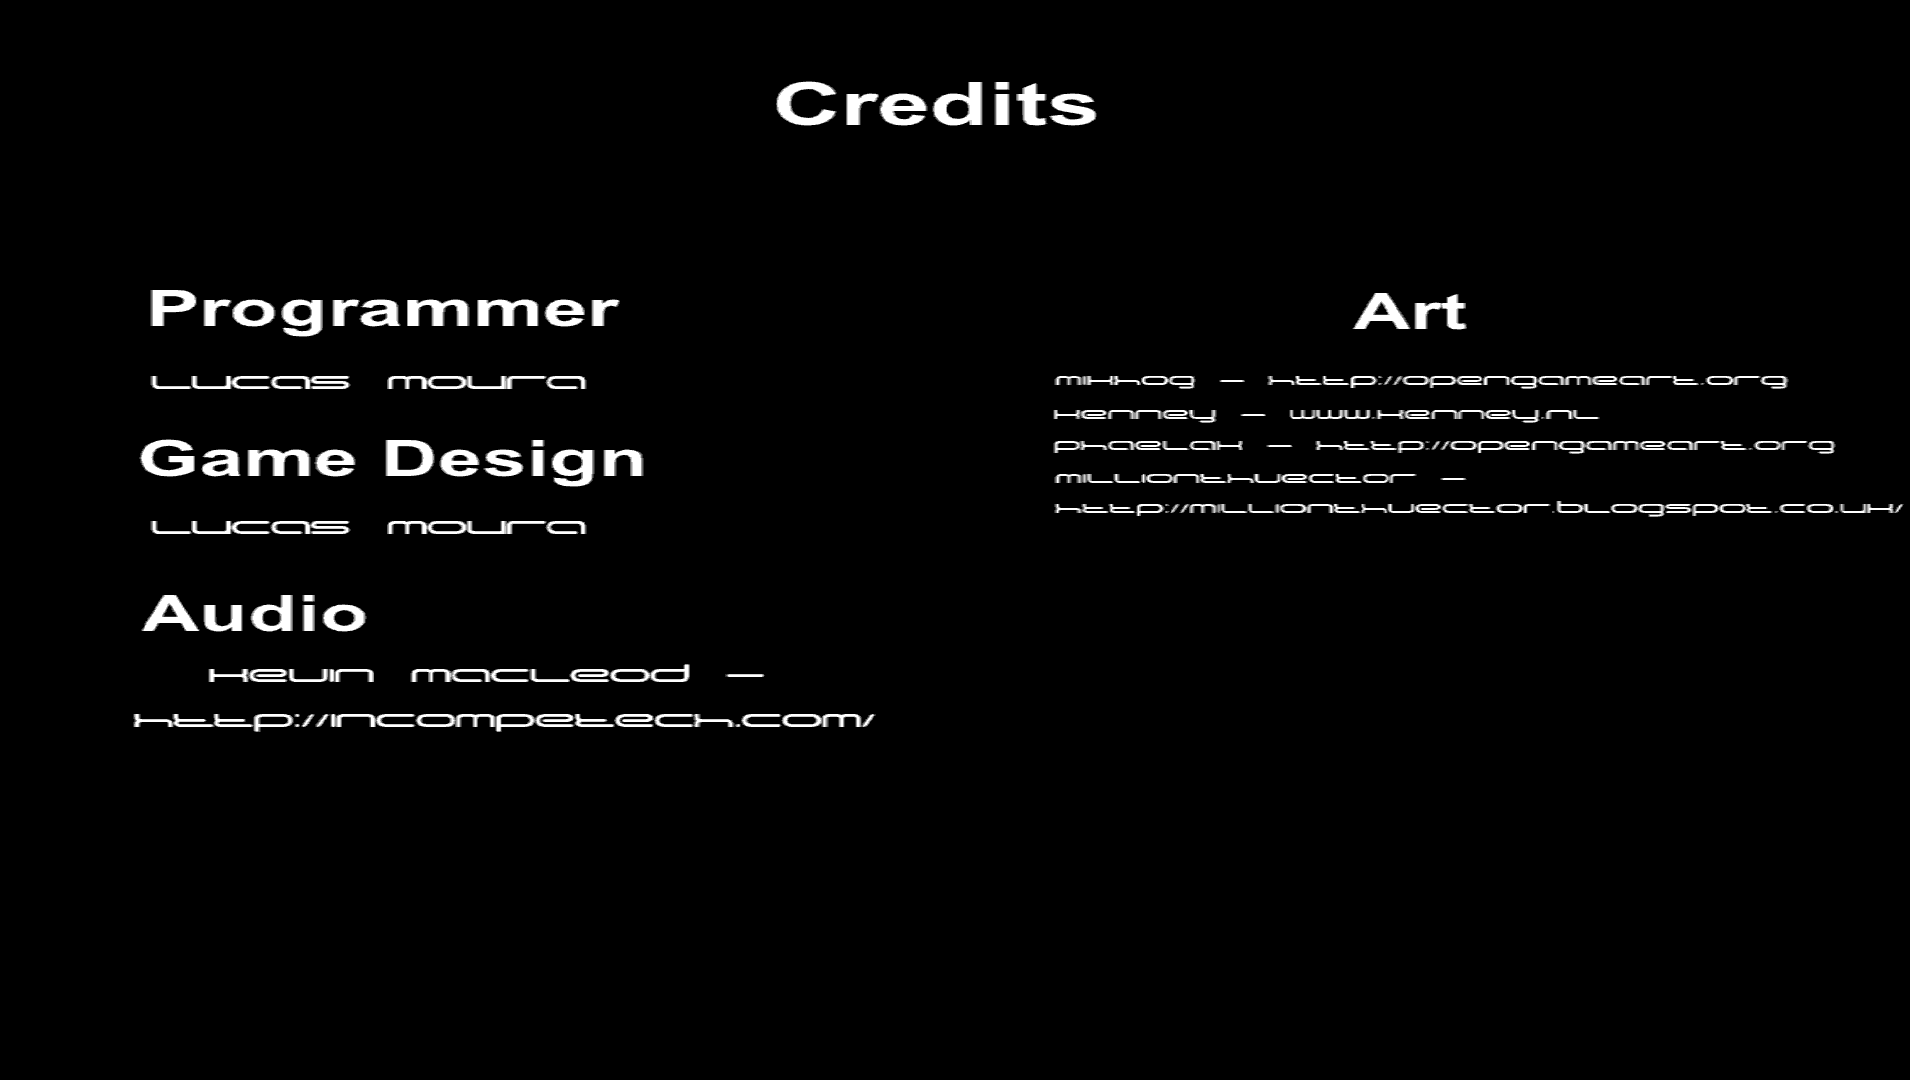 Credits
Programmer
Lucas Moura
Game Design
Lucas Moura
Audio
Kevin MacLeod -
http://incompetech.com/
Art
mikhog - http://opengameart.org
kenney - www.kenney.nl
phaelax - http://opengameart.org
millionthvector -
http://millionthvector.blogspot.co.uk/